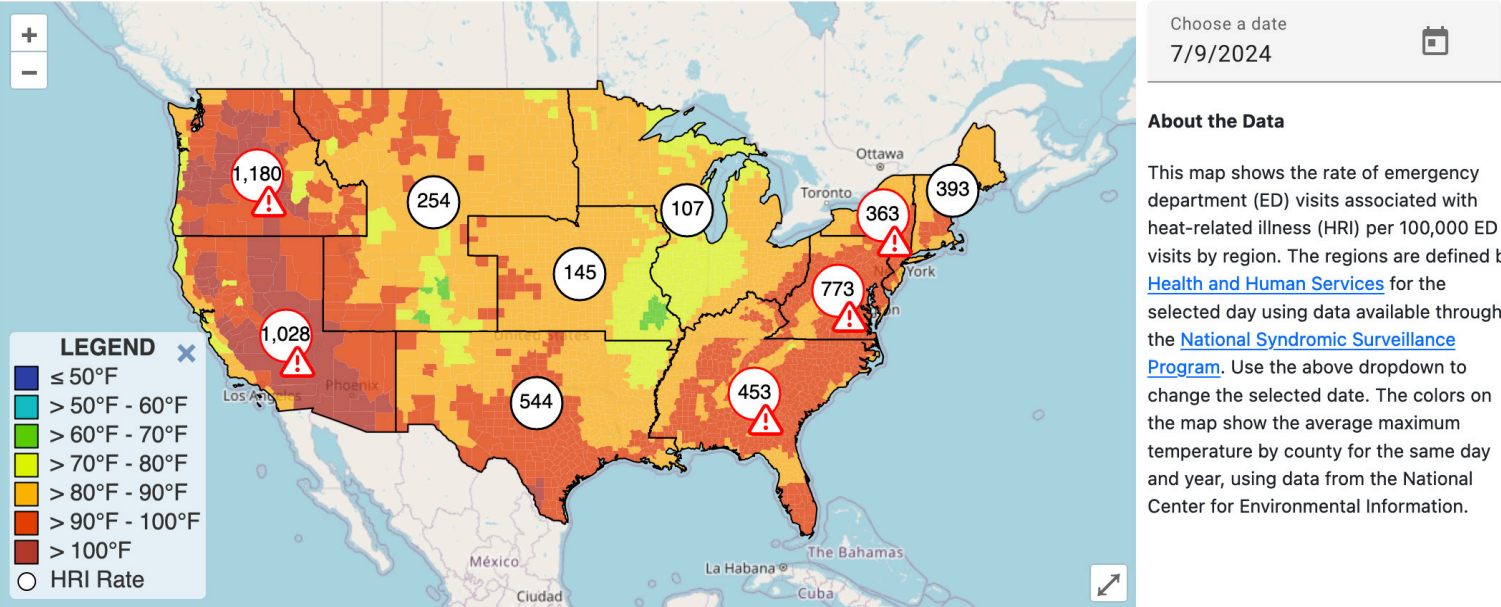 +
−
1,180
254
107
393
363
145
773
1,028
544
453
Ottawa
Toronto
York
United States
Los Angeles
Phoenix
México
Ciudad
La Habana
The Bahamas
Cuba
LEGEND
≤ 50°F
> 50°F - 60°F
> 60°F - 70°F
> 70°F - 80°F
> 80°F - 90°F
> 90°F - 100°F
> 100°F
HRI Rate
Choose a date
7/9/2024
About the Data
This map shows the rate of emergency
department (ED) visits associated with
heat-related illness (HRI) per 100,000 ED
visits by region. The regions are defined b
Health and Human Services for the
selected day using data available through
the National Syndromic Surveillance
Program. Use the above dropdown to
change the selected date. The colors on
the map show the average maximum
temperature by county for the same day
and year, using data from the National
Center for Environmental Information.